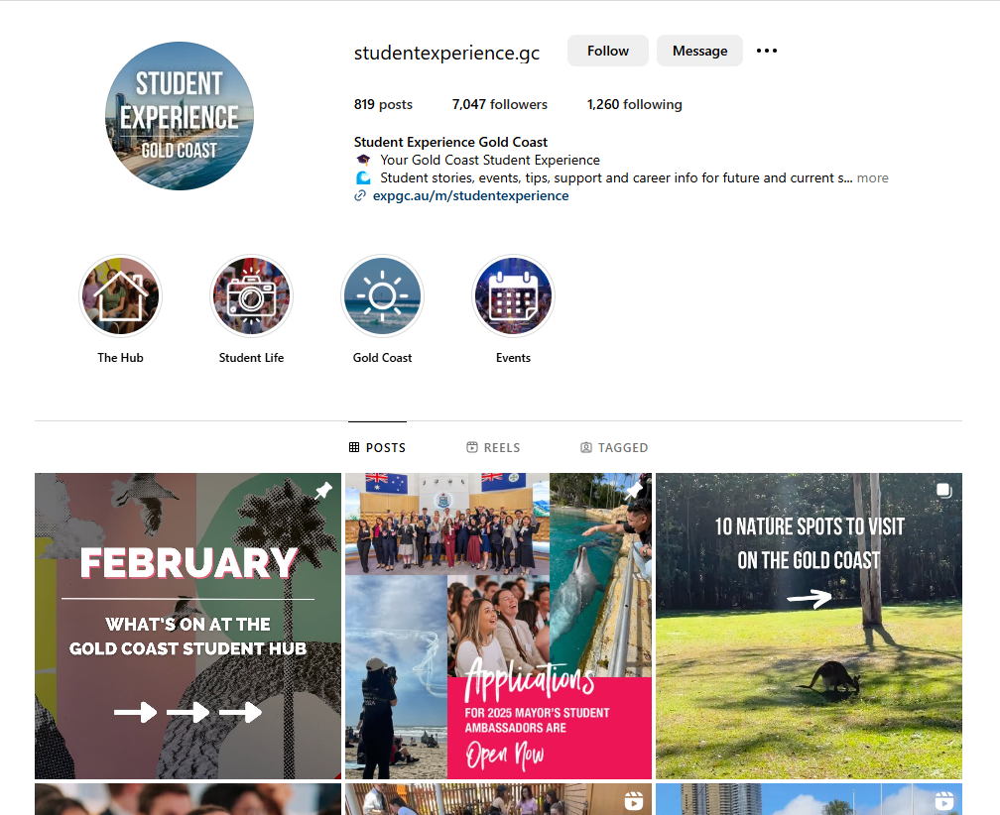 STUDENT
EXPERIENCE
GOLD COAST
studentexperience.gc
Follow
Message
819 posts
7,047 followers
1,260 following
Student Experience Gold Coast
Your Gold Coast Student Experience
Student stories, events, tips, support and career info for future and current s... more
expgc.au/m/studentexperience
The Hub
Student Life
Gold Coast
Events
POSTS
REELS
TAGGED
FEBRUARY
WHAT'S ON AT THE
GOLD COAST STUDENT HUB
Applications
FOR 2025 MAYOR'S STUDENT
AMBASSADORS ARE
Open Now
10 NATURE SPOTS TO VISIT
ON THE GOLD COAST